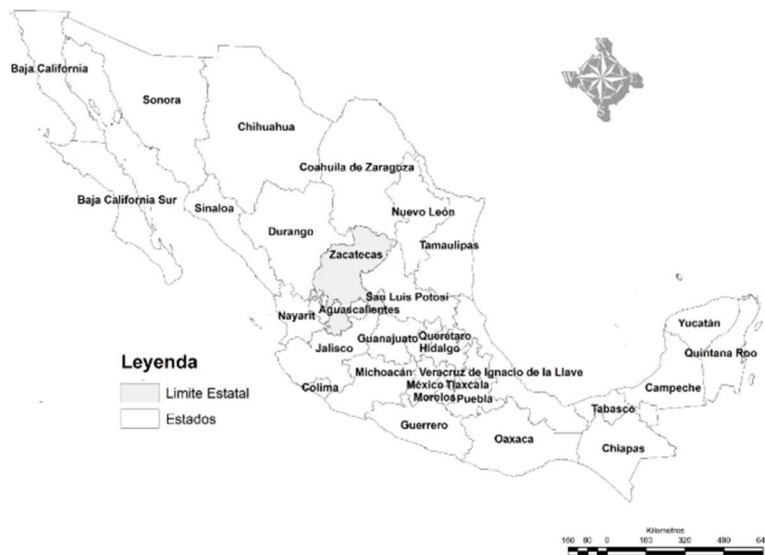 Baja California
Sonora
Chihuahua
Coahuila de Zaragoza
Baja California Sur
Sinaloa
Nuevo León
Durango
Tamaulipas
Zacatecas
San Luis Potosí
Aguascalientes
Nayarit
Yucatán
Jalisco
Guanajuato
Querétaro
Hidalgo
Quintana Roo
Leyenda
Michoacán
Veracruz de Ignacio de la Llave
Limite Estatal
Colima
México
Tlaxcala
Campeche
Morelos
Puebla
Estados
Tabasco
Guerrero
Oaxaca
Chiapas
Kilometros
160 80 0 160 320 480 64